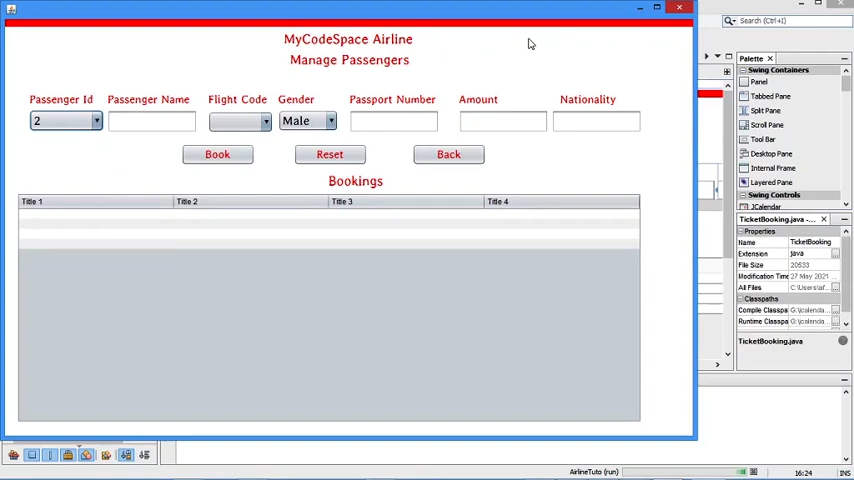 Search (Ctrl+I)
MyCodeSpace Airline
Manage Passengers
Passenger Id Passenger Name Flight Code Gender Passport Number Amount Nationality
2 Male
Book Reset Back
Bookings
Title 1 Title 2 Title 3 Title 4
Palette
Swing Containers
Panel
Tabbed Pane
Split Pane
Scroll Pane
Tool Bar
Desktop Pane
Internal Frame
Layered Pane
Swing Controls
JCalendar
TicketBooking.java -...
Properties
Name TicketBooking
Extension java
File Size 20533
Modification Time 27 May 2021
All Files C:\Users\af...
Classpaths
Compile Classpa G:\jcalenda...
Runtime Classpa G:\jcalenda...
TicketBooking.java
AirlineTuto (run)
16:24 INS